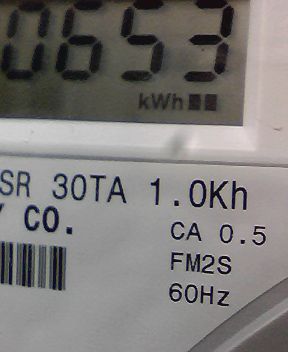 0653
kWh
SR 30TA 1.0Kh
Y CO.
CA 0.5
FM2S
60Hz